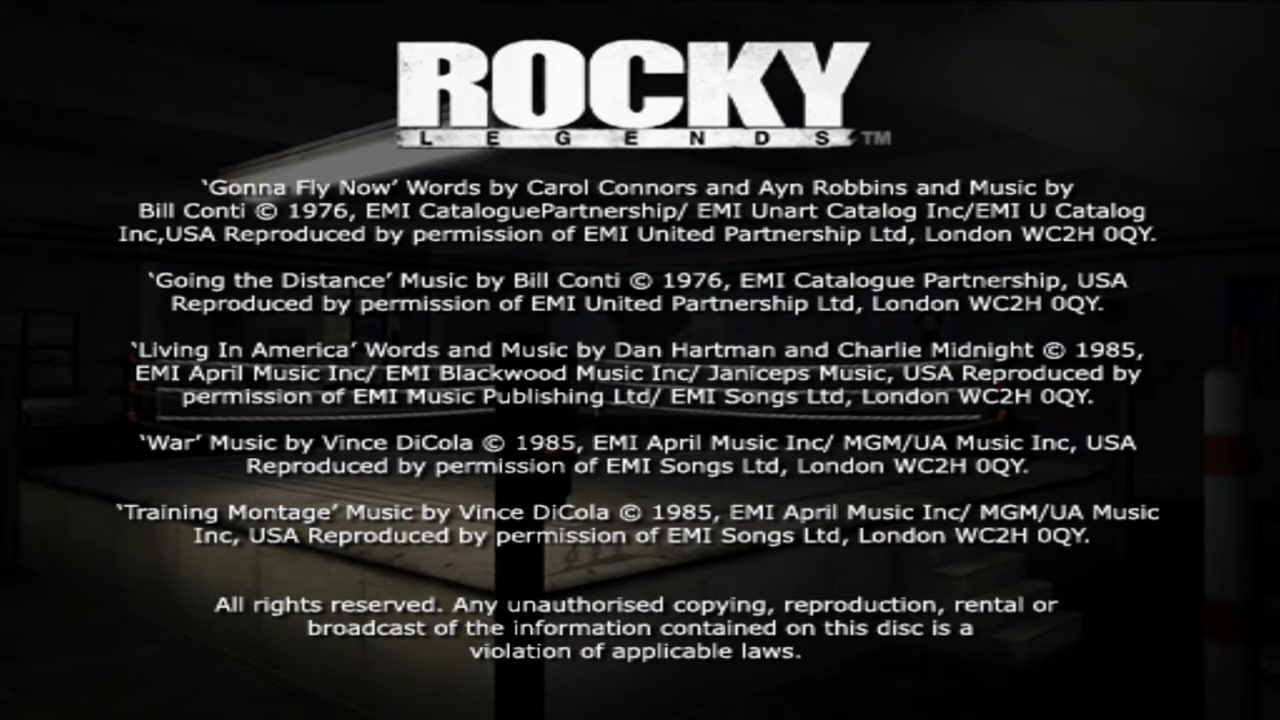 ROCKY
LEGENDS™
‘Gonna Fly Now’ Words by Carol Connors and Ayn Robbins and Music by
Bill Conti © 1976, EMI CataloguePartnership/ EMI Unart Catalog Inc/EMI U Catalog
Inc,USA Reproduced by permission of EMI United Partnership Ltd, London WC2H 0QY.
‘Going the Distance’ Music by Bill Conti © 1976, EMI Catalogue Partnership, USA
Reproduced by permission of EMI United Partnership Ltd, London WC2H 0QY.
‘Living In America’ Words and Music by Dan Hartman and Charlie Midnight © 1985,
EMI April Music Inc/ EMI Blackwood Music Inc/ Janiceps Music, USA Reproduced by
permission of EMI Music Publishing Ltd/ EMI Songs Ltd, London WC2H 0QY.
‘War’ Music by Vince DiCola © 1985, EMI April Music Inc/ MGM/UA Music Inc, USA
Reproduced by permission of EMI Songs Ltd, London WC2H 0QY.
‘Training Montage’ Music by Vince DiCola © 1985, EMI April Music Inc/ MGM/UA Music
Inc, USA Reproduced by permission of EMI Songs Ltd, London WC2H 0QY.
All rights reserved. Any unauthorised copying, reproduction, rental or
broadcast of the information contained on this disc is a
violation of applicable laws.